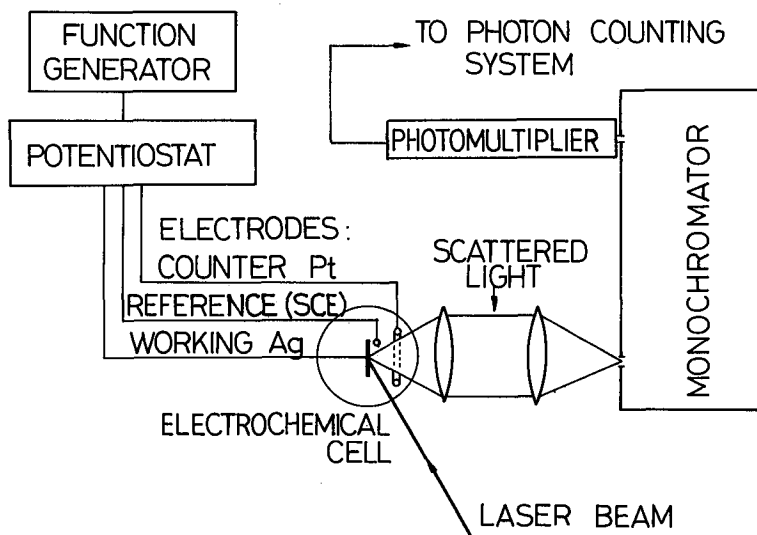 FUNCTION
GENERATOR
TO PHOTON COUNTING
SYSTEM
POTENTIOSTAT
PHOTOMULTIPLIER
MONOCHROMATOR
ELECTRODES:
COUNTER Pt
REFERENCE (SCE)
WORKING Ag
SCATTERED
LIGHT
ELECTROCHEMICAL
CELL
LASER BEAM